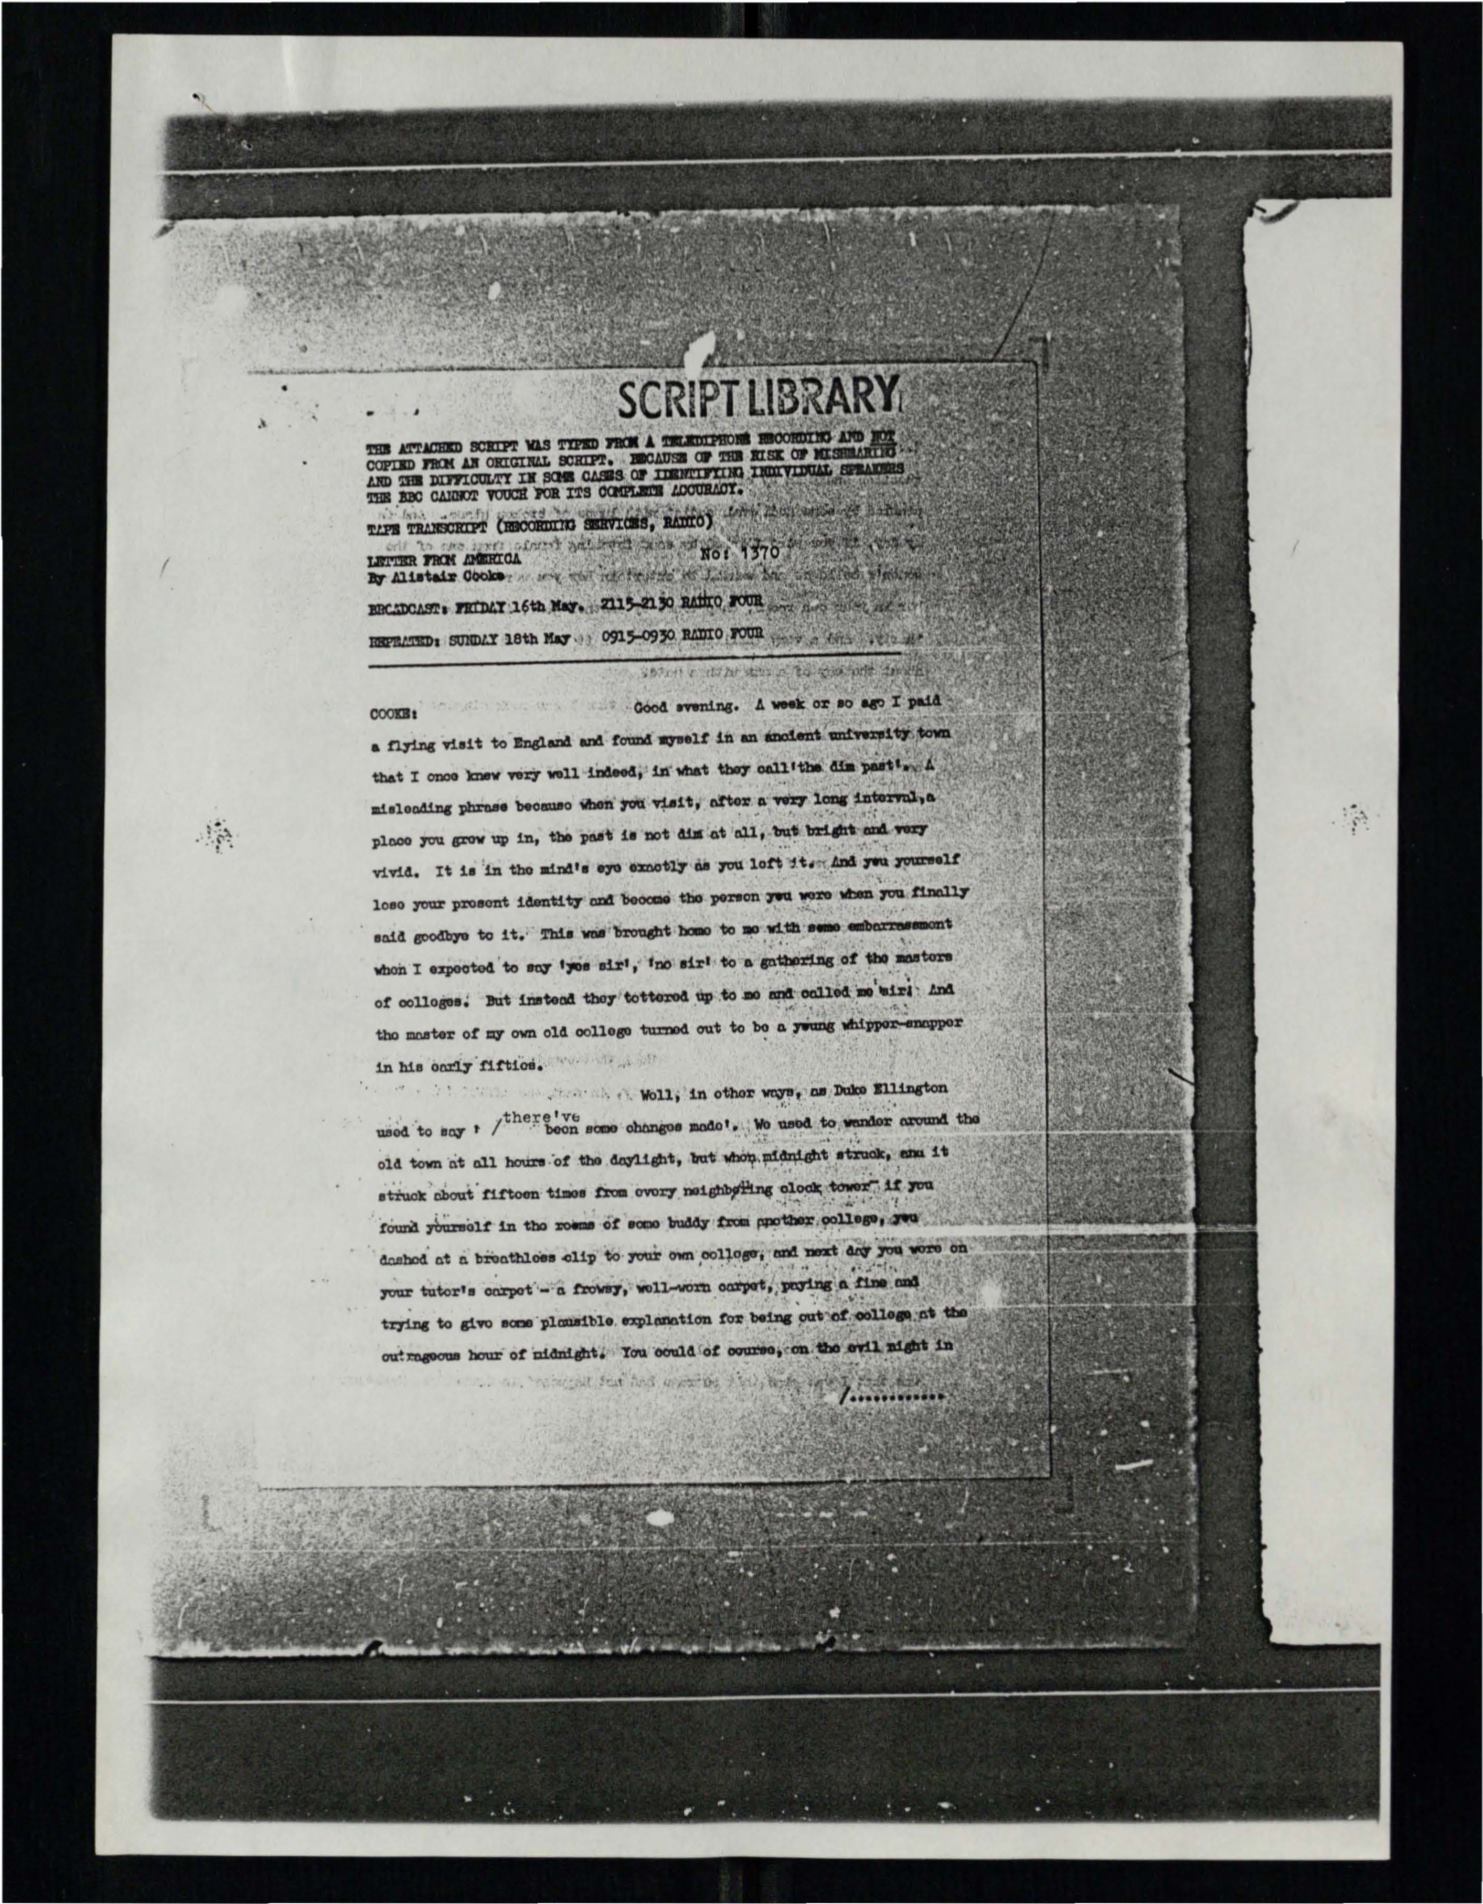 SCRIPT LIBRARY
THE ATTACHED SCRIPT WAS TYPED FROM A TELEDIPHONE RECORDING AND NOT
COPIED FROM AN ORIGINAL SCRIPT. BECAUSE OF THE RISK OF MISHEARING
AND THE DIFFICULTY IN SOME CASES OF IDENTIFYING INDIVIDUAL SPEAKERS
THE BBC CANNOT VOUCH FOR ITS COMPLETE ACCURACY.
TAPE TRANSCRIPT (RECORDING SERVICES, RADIO)
LETTER FROM AMERICA No: 1370
By Alistair Cooke
BROADCAST: FRIDAY 16th May. 2115-2130 RADIO FOUR
REPEATED: SUNDAY 18th May 0915-0930 RADIO FOUR
COOKE: Good evening. A week or so ago I paid
a flying visit to England and found myself in an ancient university town
that I once knew very well indeed, in what they call 'the dim past'. A
misleading phrase because when you visit, after a very long interval, a
place you grew up in, the past is not dim at all, but bright and very
vivid. It is in the mind's eye exactly as you left it. And you yourself
lose your present identity and become the person you were when you finally
said goodbye to it. This was brought home to me with some embarrassment
when I expected to say 'yes sir', 'no sir' to a gathering of the masters
of colleges. But instead they tottered up to me and called me 'sir'. And
the master of my own old college turned out to be a young whipper-snapper
in his early fifties.
Well, in other ways, as Duke Ellington
used to say ' /there've been some changes made'. We used to wander around the
old town at all hours of the daylight, but when midnight struck, and it
struck about fifteen times from every neighboring clock tower - if you
found yourself in the rooms of some buddy from another college, you
dashed at a breathless clip to your own college, and next day you were on
your tutor's carpet - a frowsy, well-worn carpet, paying a fine and
trying to give some plausible explanation for being out of college at the
outrageous hour of midnight. You could of course, on the evil night in
/............